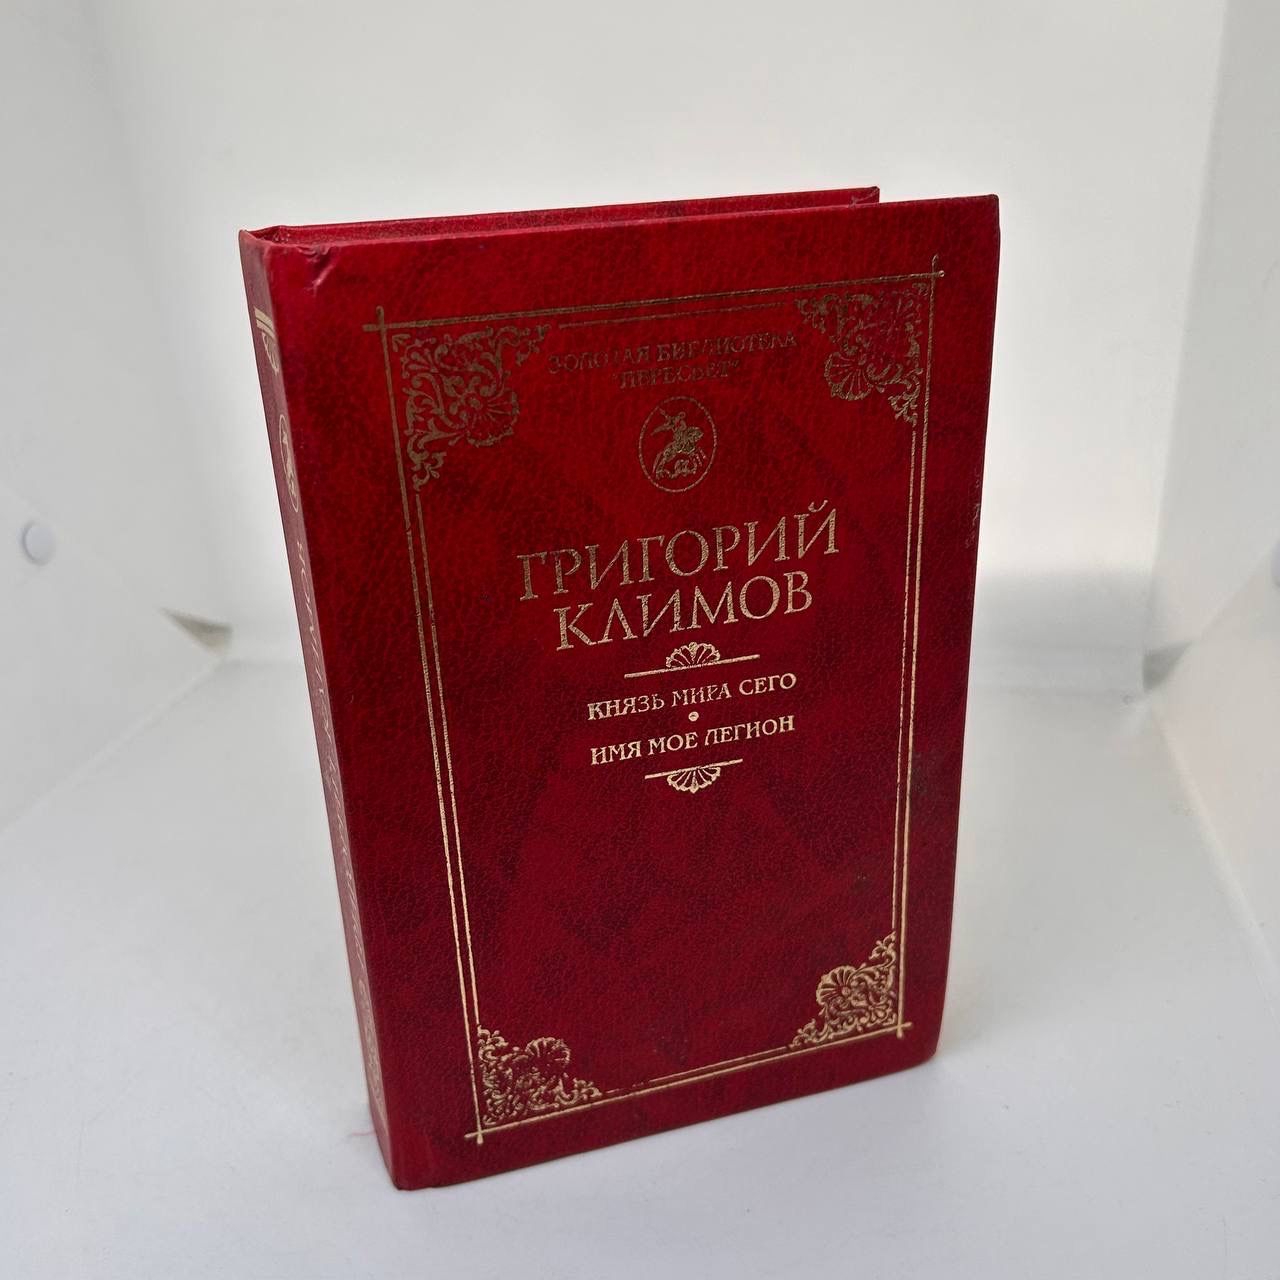 ЗОЛОТАЯ БИБЛИОТЕКА
"ПЕРЕСВЕТ"
ГРИГОРИЙ
КЛИМОВ
КНЯЗЬ МИРА СЕГО
ИМЯ МОЕ ЛЕГИОН